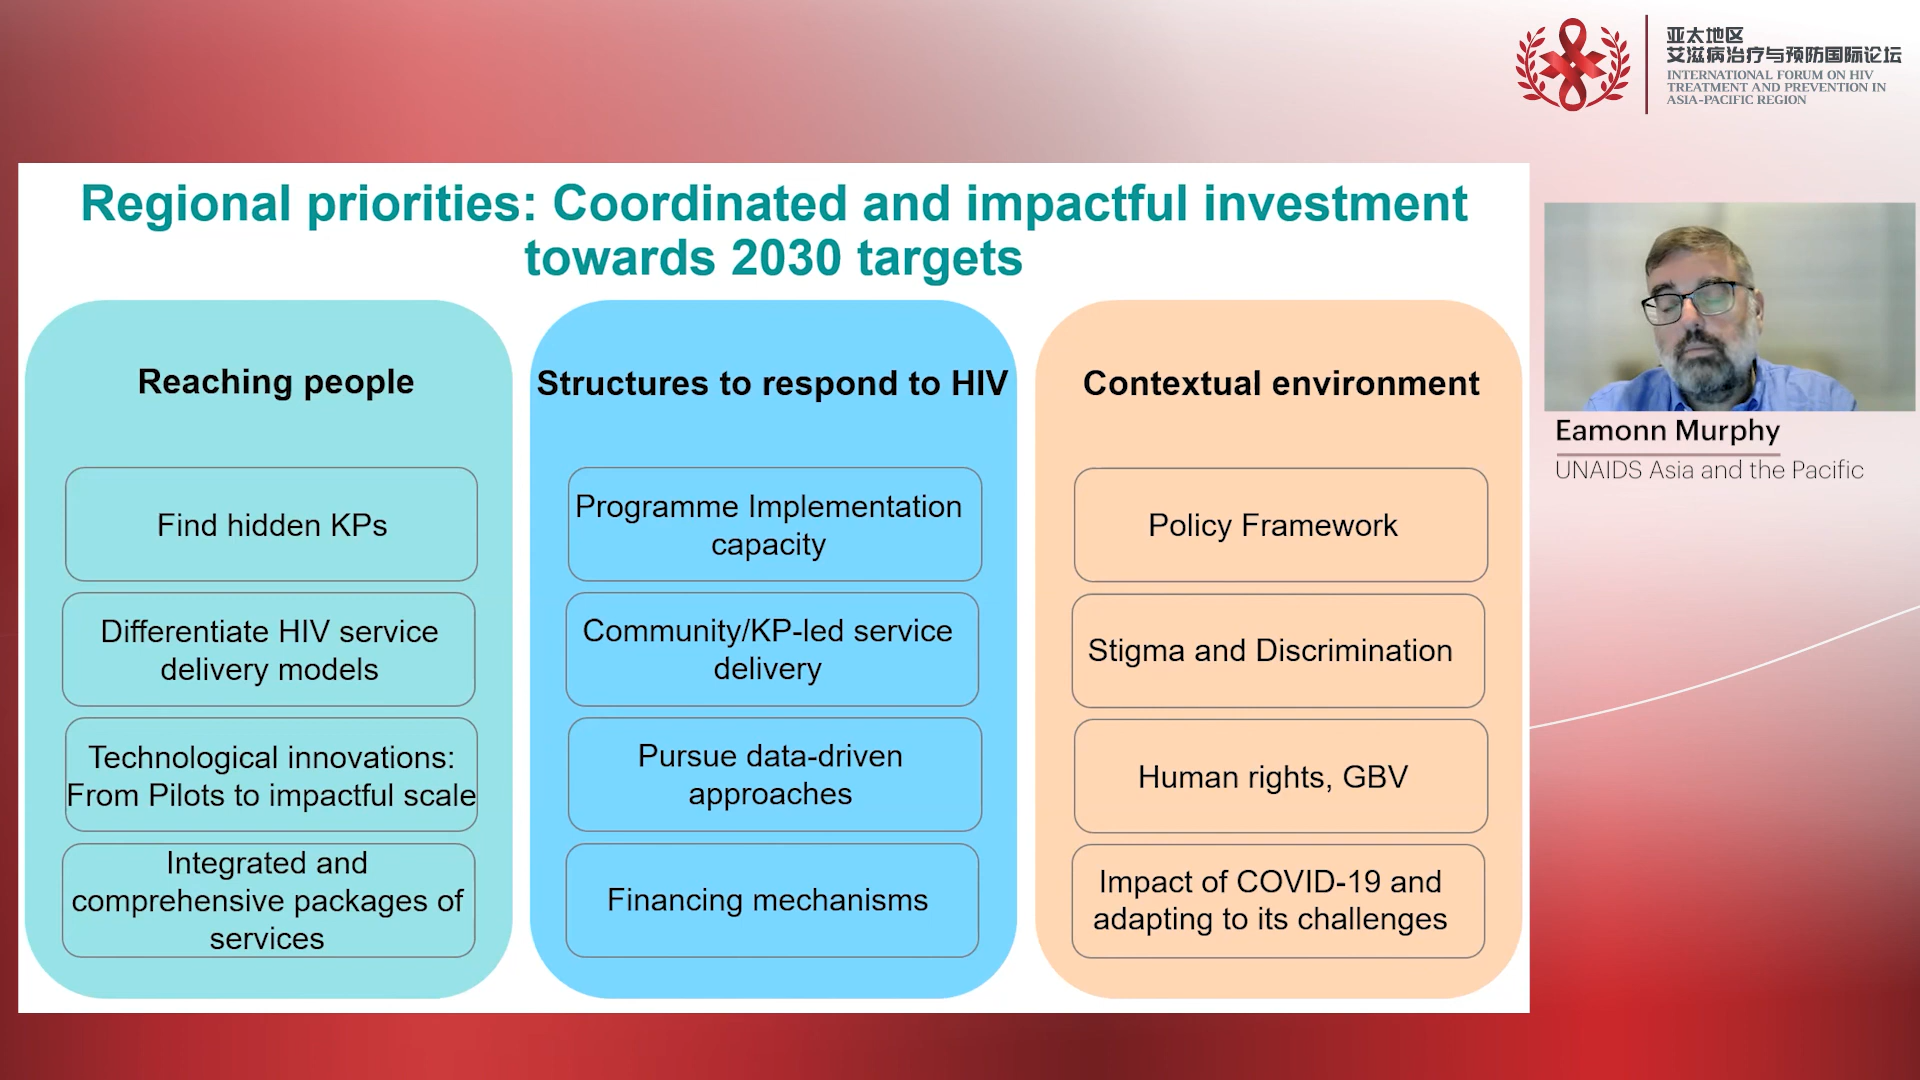 亚太地区
艾滋病治疗与预防国际论坛
INTERNATIONAL FORUM ON HIV
TREATMENT AND PREVENTION IN
ASIA-PACIFIC REGION
Regional priorities: Coordinated and impactful investment
towards 2030 targets
Reaching people
Find hidden KPs
Differentiate HIV service
delivery models
Technological innovations:
From Pilots to impactful scale
Integrated and
comprehensive packages of
services
Structures to respond to HIV
Programme Implementation
capacity
Community/KP-led service
delivery
Pursue data-driven
approaches
Financing mechanisms
Contextual environment
Policy Framework
Stigma and Discrimination
Human rights, GBV
Impact of COVID-19 and
adapting to its challenges
Eamonn Murphy
UNAIDS Asia and the Pacific